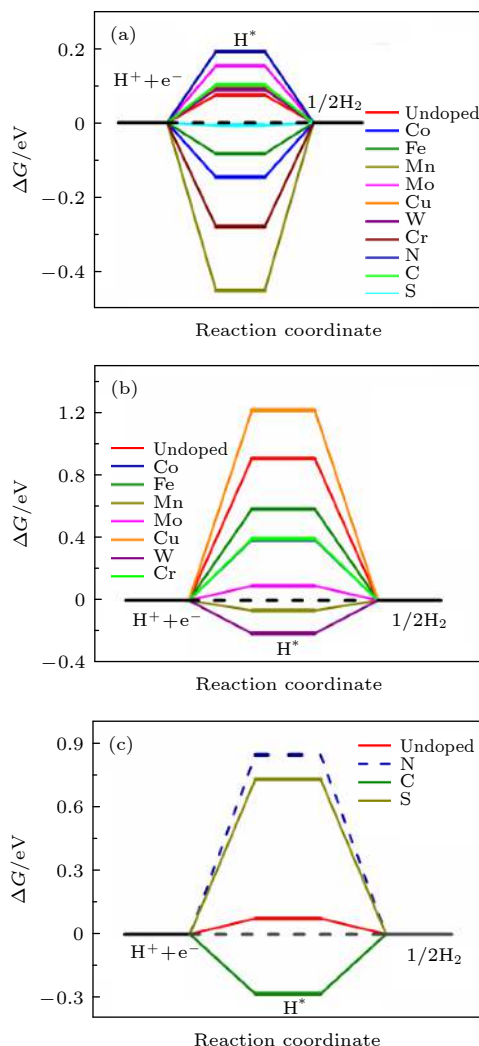 (a)
H*
H⁺+e⁻
1/2H₂
0.2
0
−0.2
−0.4
ΔG/eV
Undoped
Co
Fe
Mn
Mo
Cu
W
Cr
N
C
S
Reaction coordinate
(b)
1.2
0.8
0.4
0
−0.4
ΔG/eV
Undoped
Co
Fe
Mn
Mo
Cu
W
Cr
H⁺+e⁻
1/2H₂
H*
Reaction coordinate
(c)
0.9
0.6
0.3
0
−0.3
ΔG/eV
Undoped
N
C
S
H⁺+e⁻
1/2H₂
H*
Reaction coordinate